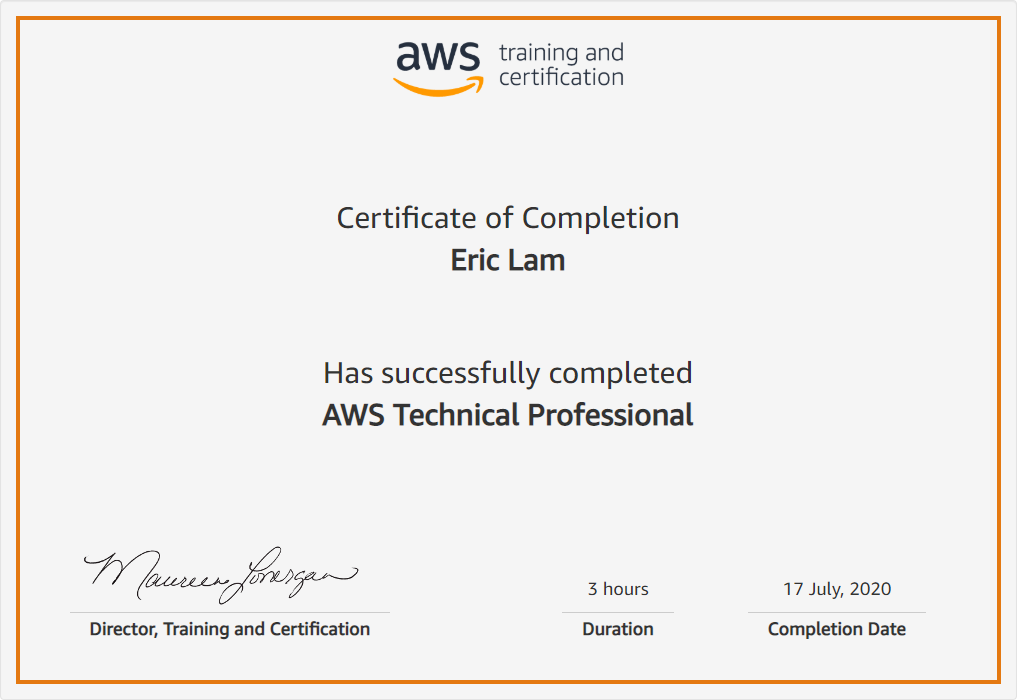 aws training and
certification
Certificate of Completion
Eric Lam
Has successfully completed
AWS Technical Professional
Maureen Lonergan
3 hours
17 July, 2020
Director, Training and Certification
Duration
Completion Date